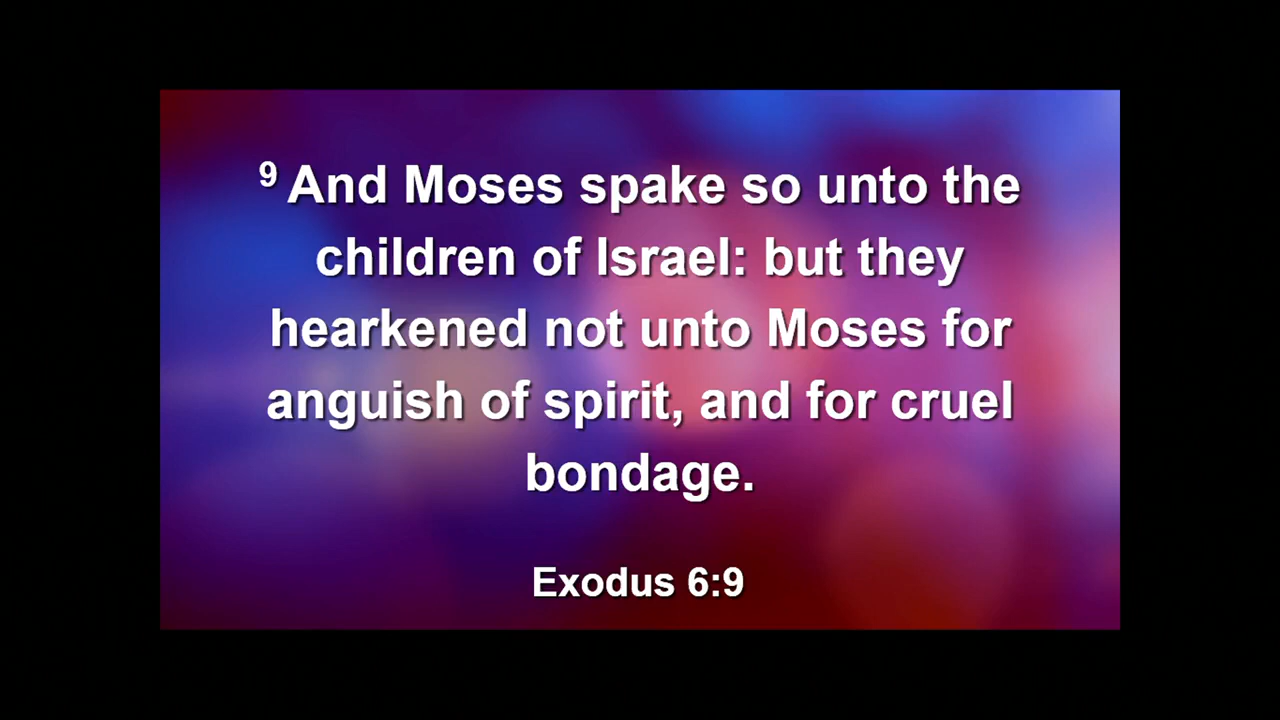 9 And Moses spake so unto the
children of Israel: but they
hearkened not unto Moses for
anguish of spirit, and for cruel
bondage.
Exodus 6:9